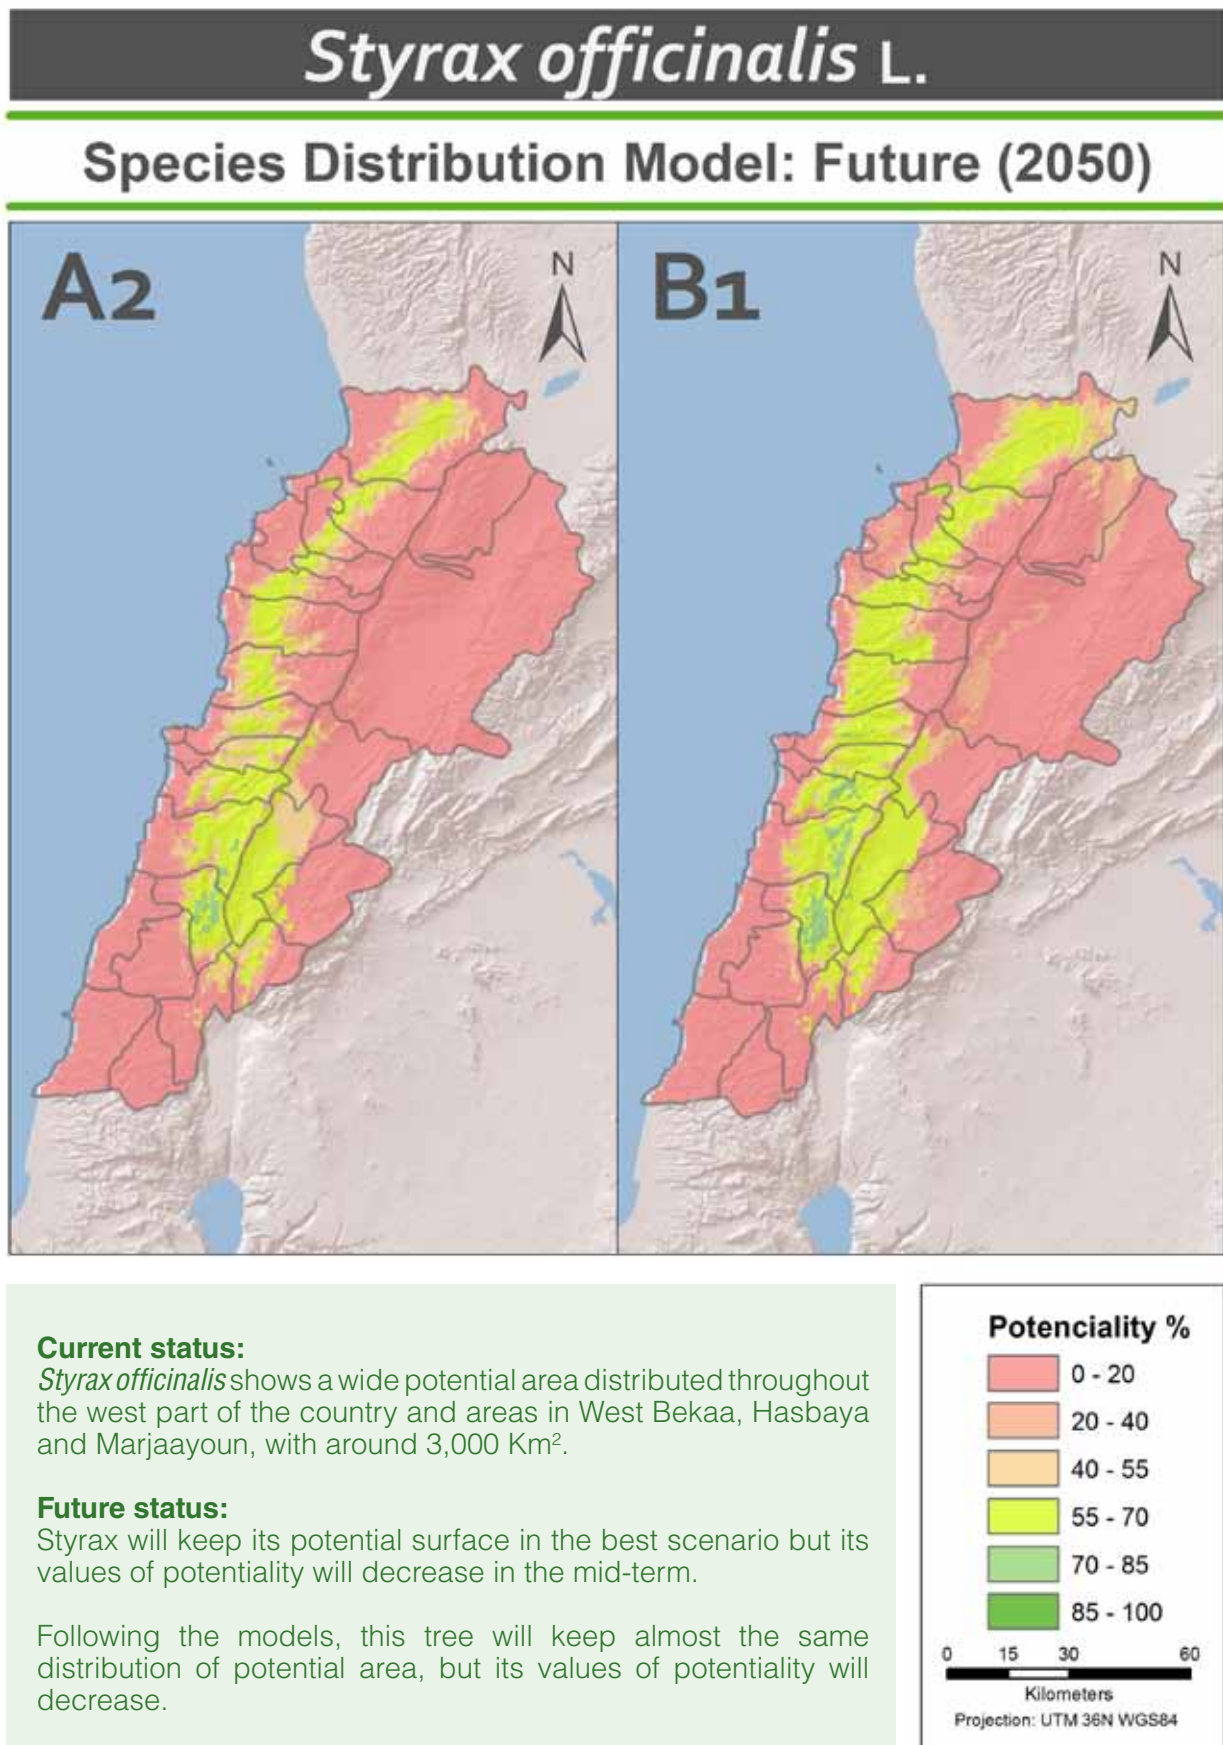 Styrax officinalis L.
Species Distribution Model: Future (2050)
A2
N
B1
N
Current status:
Styrax officinalis shows a wide potential area distributed throughout
the west part of the country and areas in West Bekaa, Hasbaya
and Marjaayoun, with around 3,000 Km².
Future status:
Styrax will keep its potential surface in the best scenario but its
values of potentiality will decrease in the mid-term.
Following the models, this tree will keep almost the same
distribution of potential area, but its values of potentiality will
decrease.
Potenciality %
0 - 20
20 - 40
40 - 55
55 - 70
70 - 85
85 - 100
0 15 30 60
Kilometers
Projection: UTM 36N WGS84